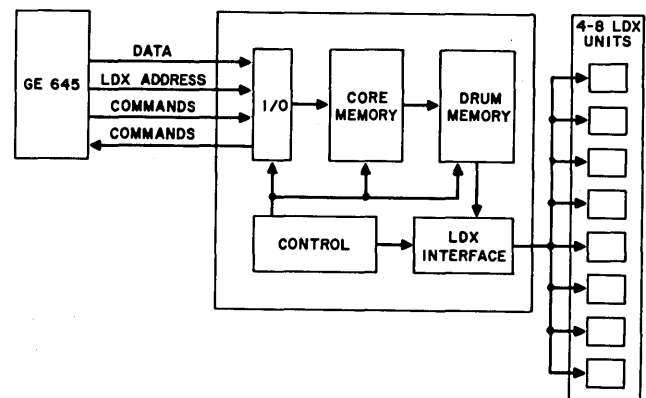 GE 645
DATA
LDX ADDRESS
COMMANDS
COMMANDS
I/O
CORE
MEMORY
DRUM
MEMORY
CONTROL
LDX
INTERFACE
4-8 LDX
UNITS